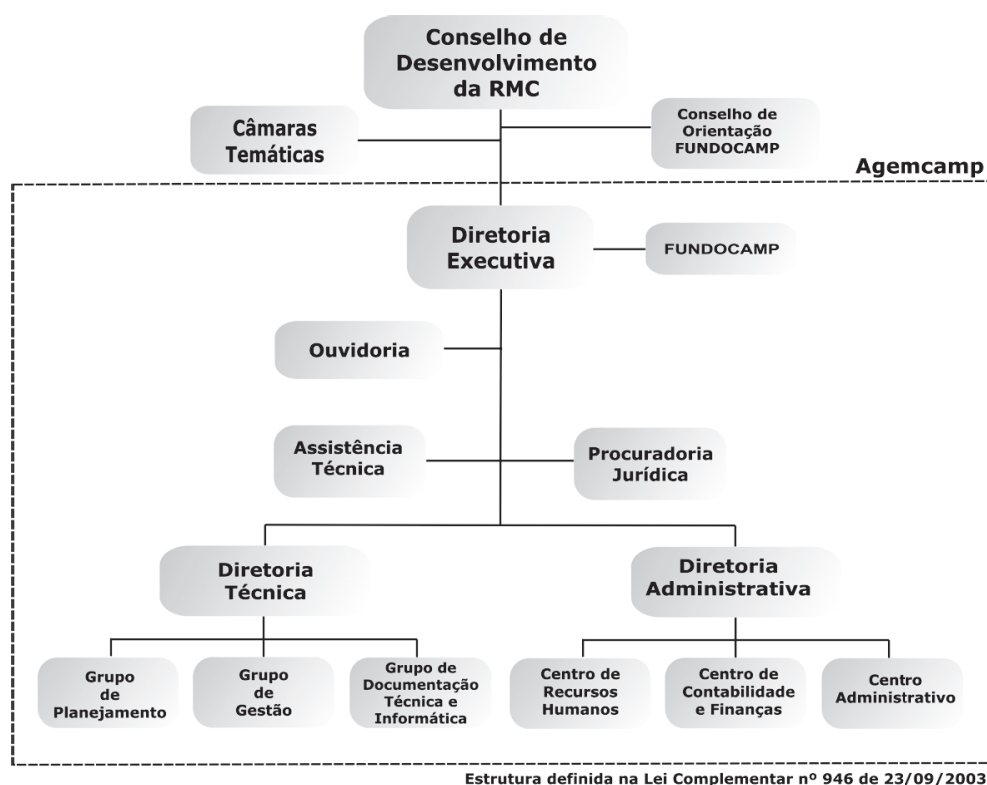 Conselho de
Desenvolvimento
da RMC
Câmaras
Temáticas
Conselho de
Orientação
FUNDOCAMP
Agemcamp
Diretoria
Executiva
FUNDOCAMP
Ouvidoria
Assistência
Técnica
Procuradoria
Jurídica
Diretoria
Técnica
Diretoria
Administrativa
Grupo
de
Planejamento
Grupo
de
Gestão
Grupo de
Documentação
Técnica e
Informática
Centro de
Recursos
Humanos
Centro de
Contabilidade
e Finanças
Centro
Administrativo
Estrutura definida na Lei Complementar nº 946 de 23/09/2003